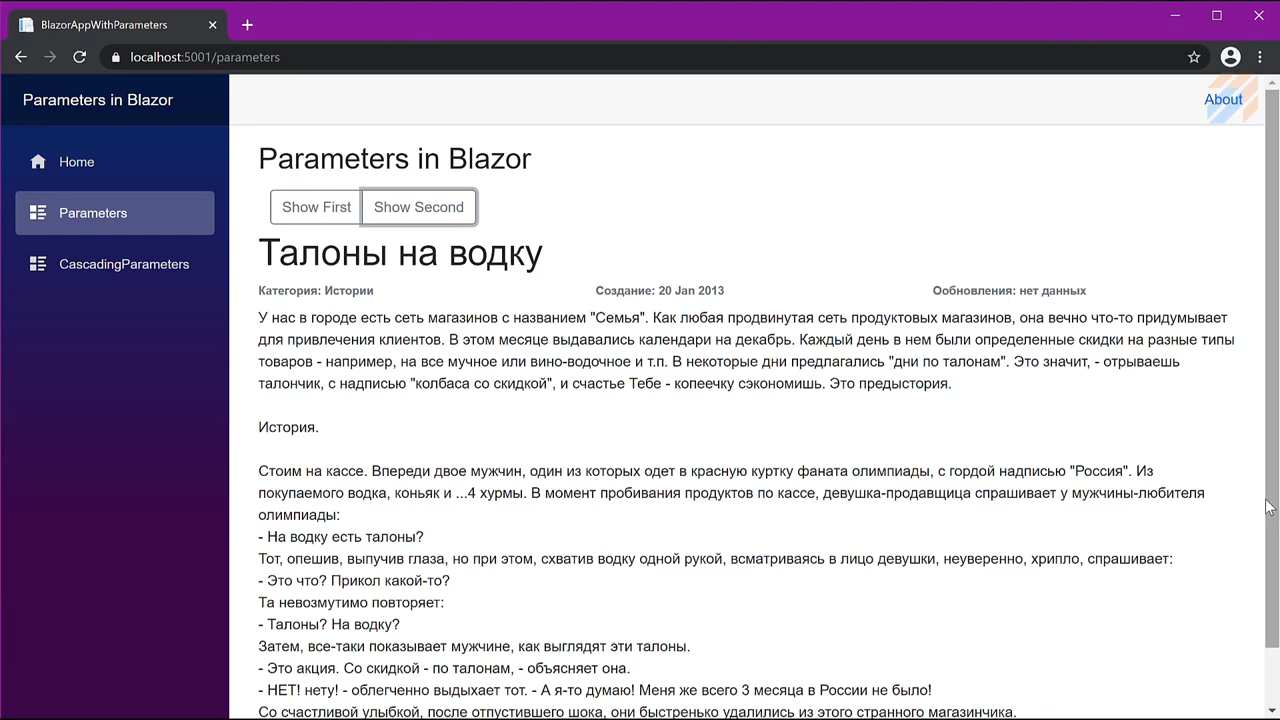 BlazorAppWithParameters
localhost:5001/parameters
Parameters in Blazor
About
Home
Parameters
CascadingParameters
Parameters in Blazor
Show First
Show Second
Талоны на водку
Категория: Истории
Создание: 20 Jan 2013
Ообновления: нет данных
У нас в городе есть сеть магазинов с названием "Семья". Как любая продвинутая сеть продуктовых магазинов, она вечно что-то придумывает
для привлечения клиентов. В этом месяце выдавались календари на декабрь. Каждый день в нем были определенные скидки на разные типы
товаров - например, на все мучное или вино-водочное и т.п. В некоторые дни предлагались "дни по талонам". Это значит, - отрываешь
талончик, с надписью "колбаса со скидкой", и счастье Тебе - копеечку сэкономишь. Это предыстория.
История.
Стоим на кассе. Впереди двое мужчин, один из которых одет в красную куртку фаната олимпиады, с гордой надписью "Россия". Из
покупаемого водка, коньяк и ...4 хурмы. В момент пробивания продуктов по кассе, девушка-продавщица спрашивает у мужчины-любителя
олимпиады:
- На водку есть талоны?
Тот, опешив, выпучив глаза, но при этом, схватив водку одной рукой, всматриваясь в лицо девушки, неуверенно, хрипло, спрашивает:
- Это что? Прикол какой-то?
Та невозмутимо повторяет:
- Талоны? На водку?
Затем, все-таки показывает мужчине, как выглядят эти талоны.
- Это акция. Со скидкой - по талонам, - объясняет она.
- НЕТ! нету! - облегченно выдыхает тот. - А я-то думаю! Меня же всего 3 месяца в России не было!
Со счастливой улыбкой, после отпустившего шока, они быстренько удалились из этого странного магазинчика.